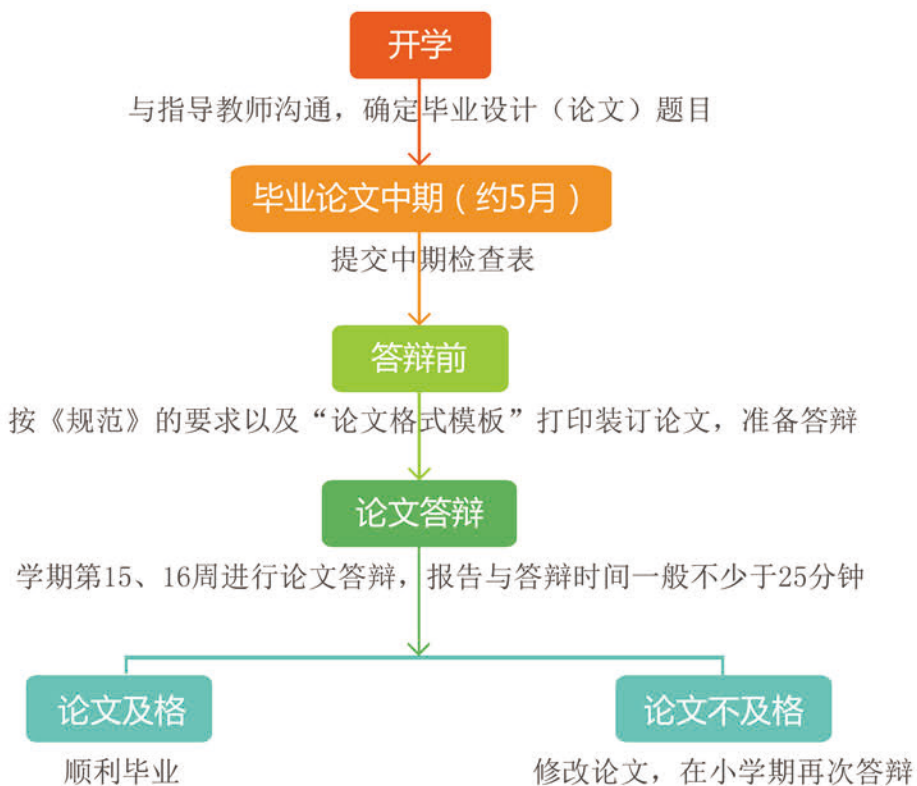 开学
与指导教师沟通，确定毕业设计（论文）题目
毕业论文中期（约5月）
提交中期检查表
答辩前
按《规范》的要求以及“论文格式模板”打印装订论文，准备答辩
论文答辩
学期第15、16周进行论文答辩，报告与答辩时间一般不少于25分钟
论文及格
论文不及格
顺利毕业
修改论文，在小学期再次答辩